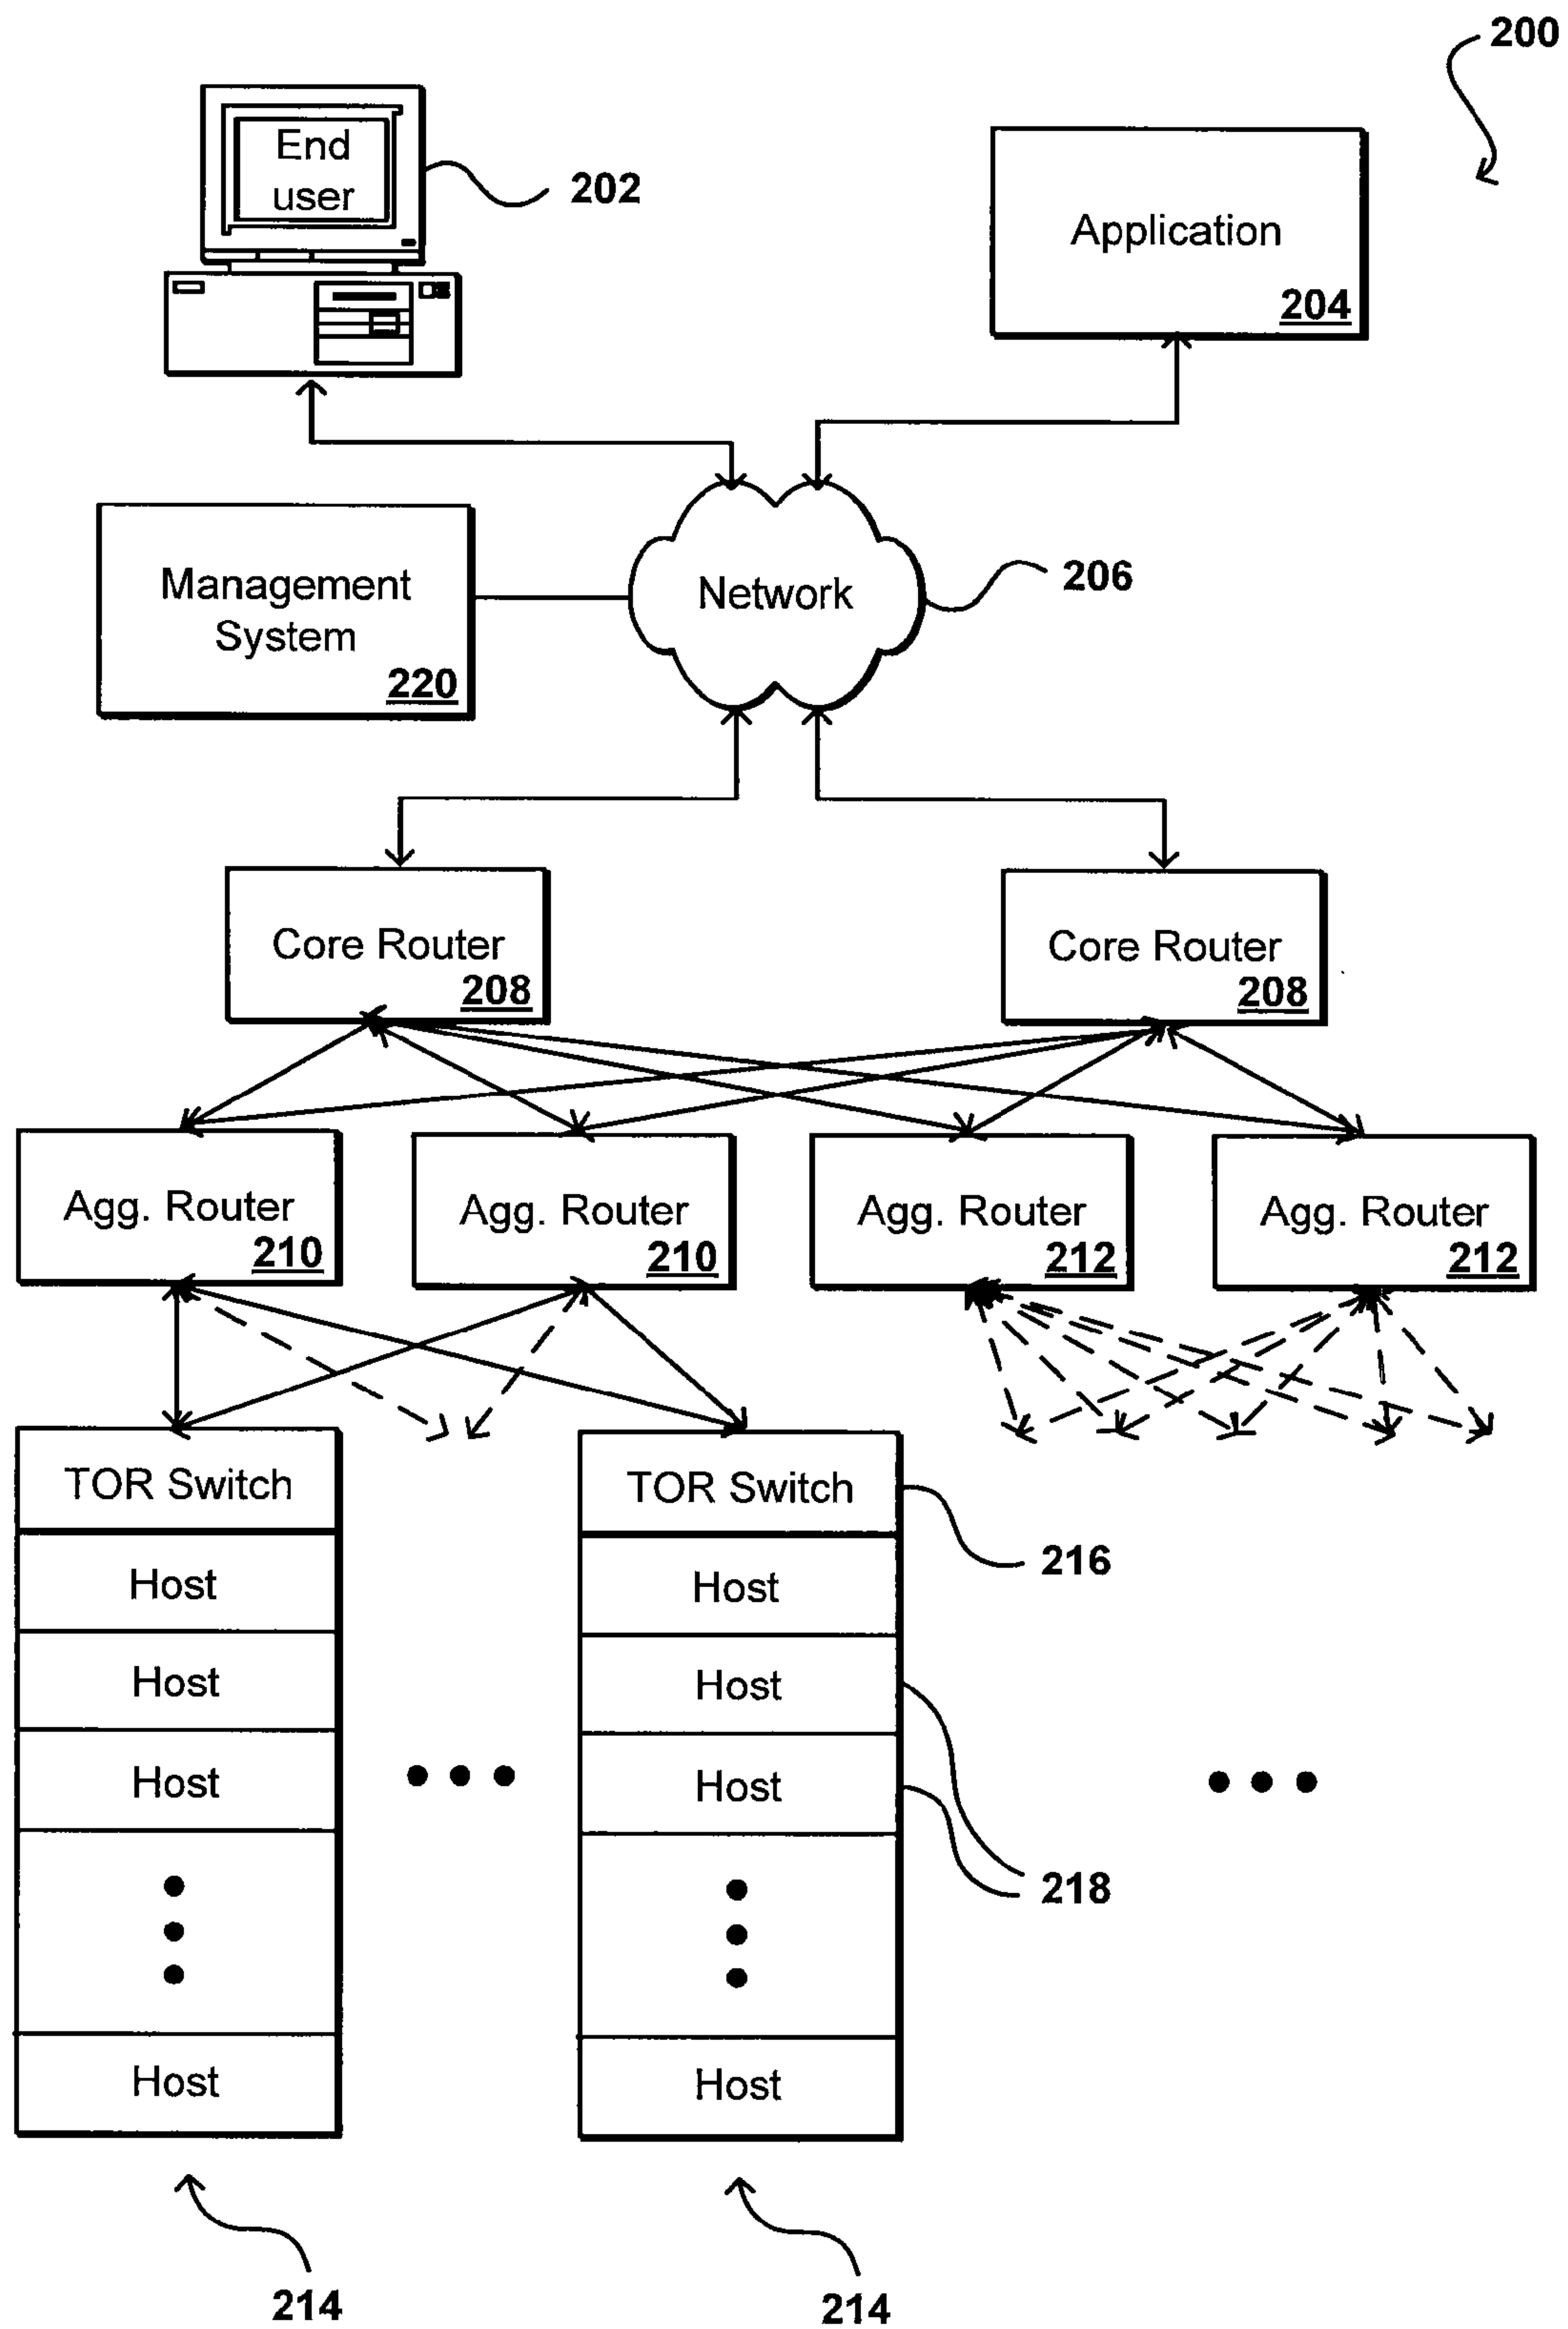 200
End
user
202
Application
204
Management
System
220
Network
206
Core Router
208
Core Router
208
Agg. Router
210
Agg. Router
210
Agg. Router
212
Agg. Router
212
TOR Switch
Host
Host
Host
Host
TOR Switch
Host
Host
Host
Host
216
218
214
214